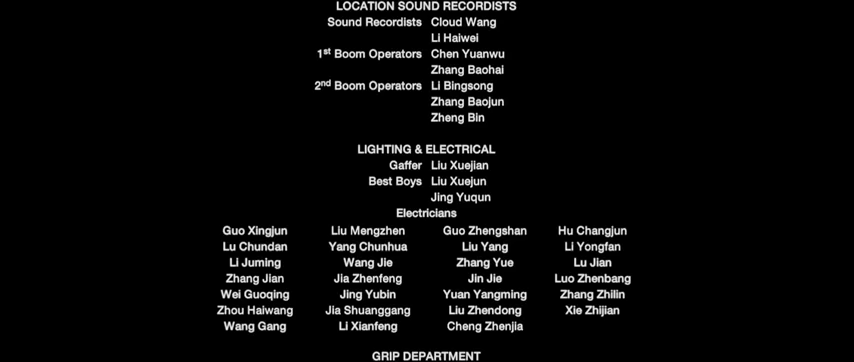 LOCATION SOUND RECORDISTS
Sound Recordists Cloud Wang
Li Haiwei
1st Boom Operators Chen Yuanwu
Zhang Baohai
2nd Boom Operators Li Bingsong
Zhang Baojun
Zheng Bin
LIGHTING & ELECTRICAL
Gaffer Liu Xuejian
Best Boys Liu Xuejun
Jing Yuqun
Electricians
Guo Xingjun Liu Mengzhen Guo Zhengshan Hu Changjun
Lu Chundan Yang Chunhua Liu Yang Li Yongfan
Li Juming Wang Jie Zhang Yue Lu Jian
Zhang Jian Jia Zhenfeng Jin Jie Luo Zhenbang
Wei Guoqing Jing Yubin Yuan Yangming Zhang Zhilin
Zhou Haiwang Jia Shuanggang Liu Zhendong Xie Zhijian
Wang Gang Li Xianfeng Cheng Zhenjia
GRIP DEPARTMENT